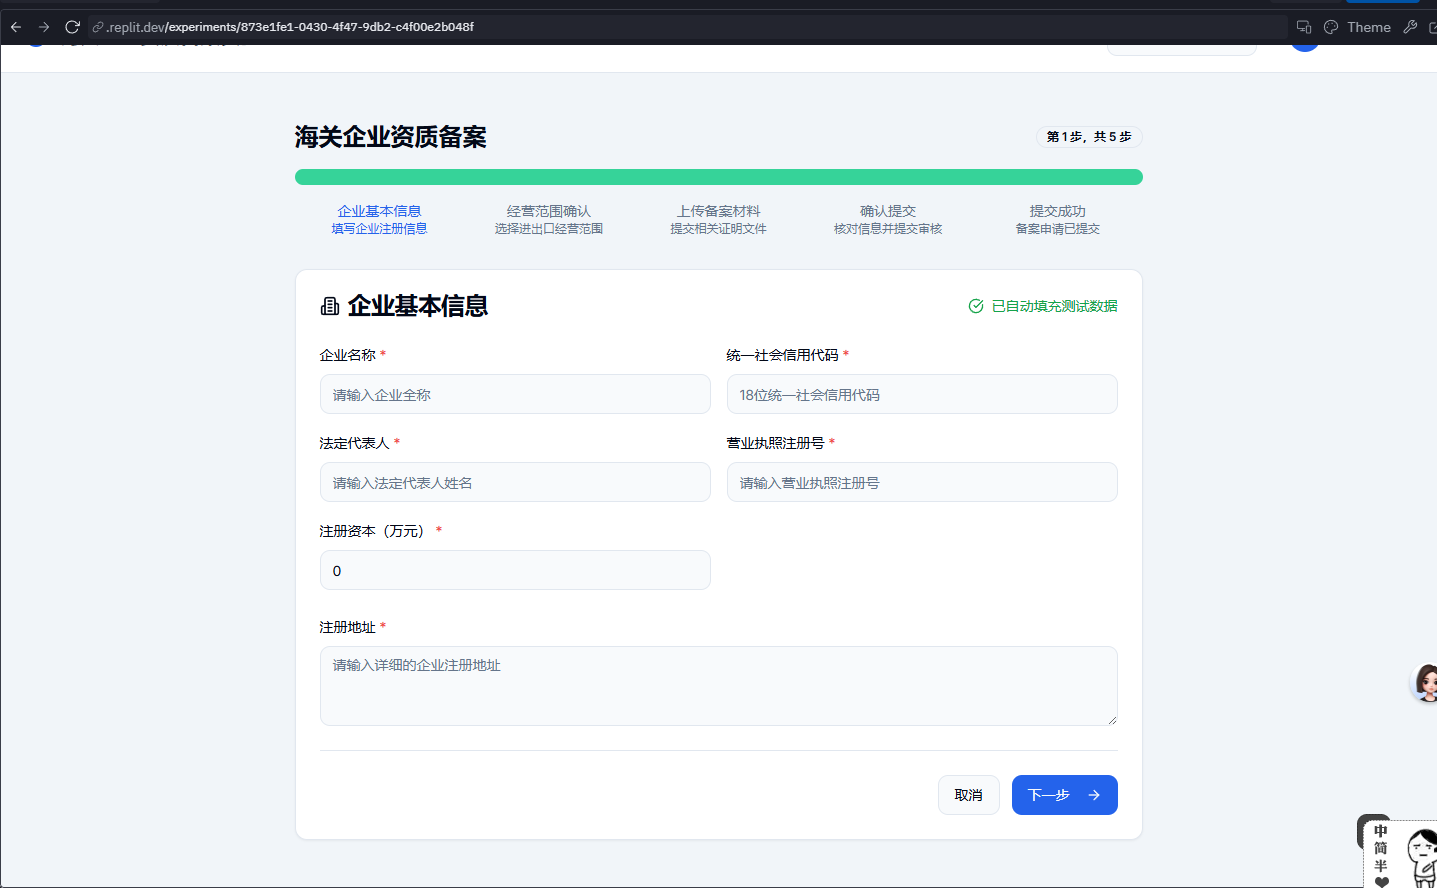 .replit.dev/experiments/873e1fe1-0430-4f47-9db2-c4f00e2b048f
Theme
海关企业资质备案
第 1 步，共 5 步
企业基本信息
填写企业注册信息
经营范围确认
选择进出口经营范围
上传备案材料
提交相关证明文件
确认提交
核对信息并提交审核
提交成功
备案申请已提交
企业基本信息
已自动填充测试数据
企业名称 *
统一社会信用代码 *
请输入企业全称
18位统一社会信用代码
法定代表人 *
营业执照注册号 *
请输入法定代表人姓名
请输入营业执照注册号
注册资本（万元） *
0
注册地址 *
请输入详细的企业注册地址
取消
下一步
中
简
半